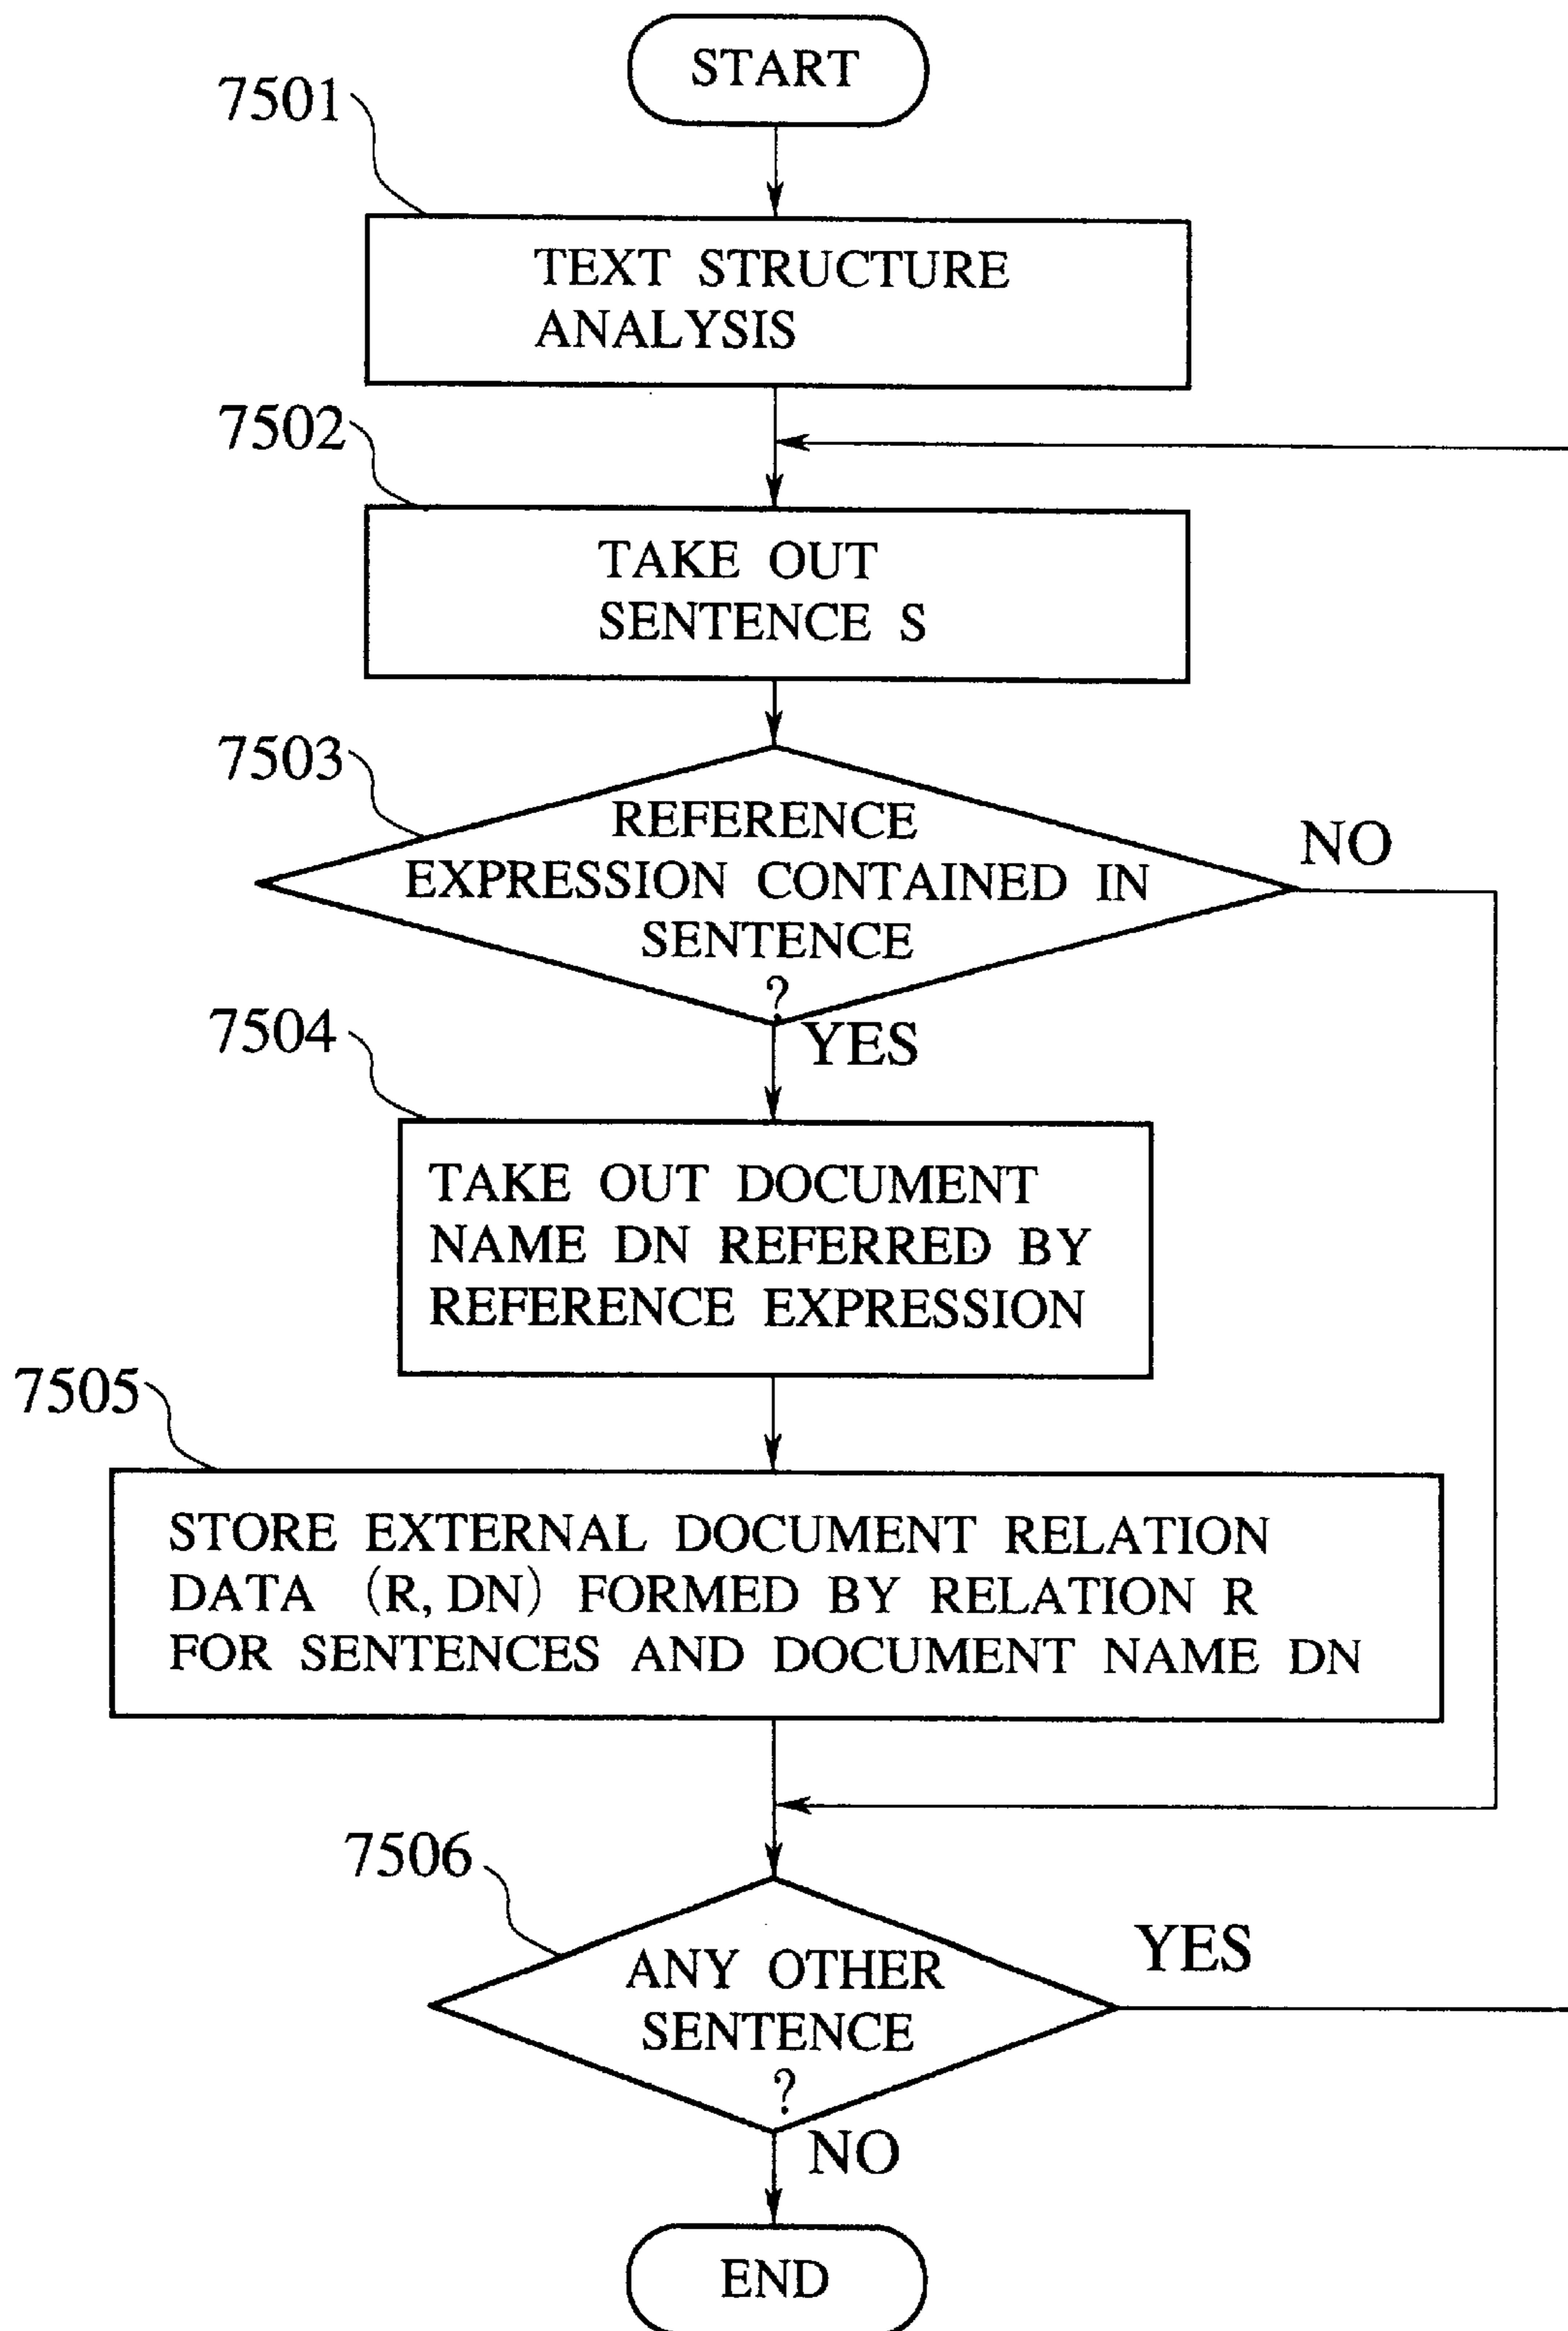 START
7501
TEXT STRUCTURE
ANALYSIS
7502
TAKE OUT
SENTENCE S
7503
REFERENCE
EXPRESSION CONTAINED IN
SENTENCE
?
NO
YES
7504
TAKE OUT DOCUMENT
NAME DN REFERRED BY
REFERENCE EXPRESSION
7505
STORE EXTERNAL DOCUMENT RELATION
DATA (R, DN) FORMED BY RELATION R
FOR SENTENCES AND DOCUMENT NAME DN
7506
ANY OTHER
SENTENCE
?
YES
NO
END